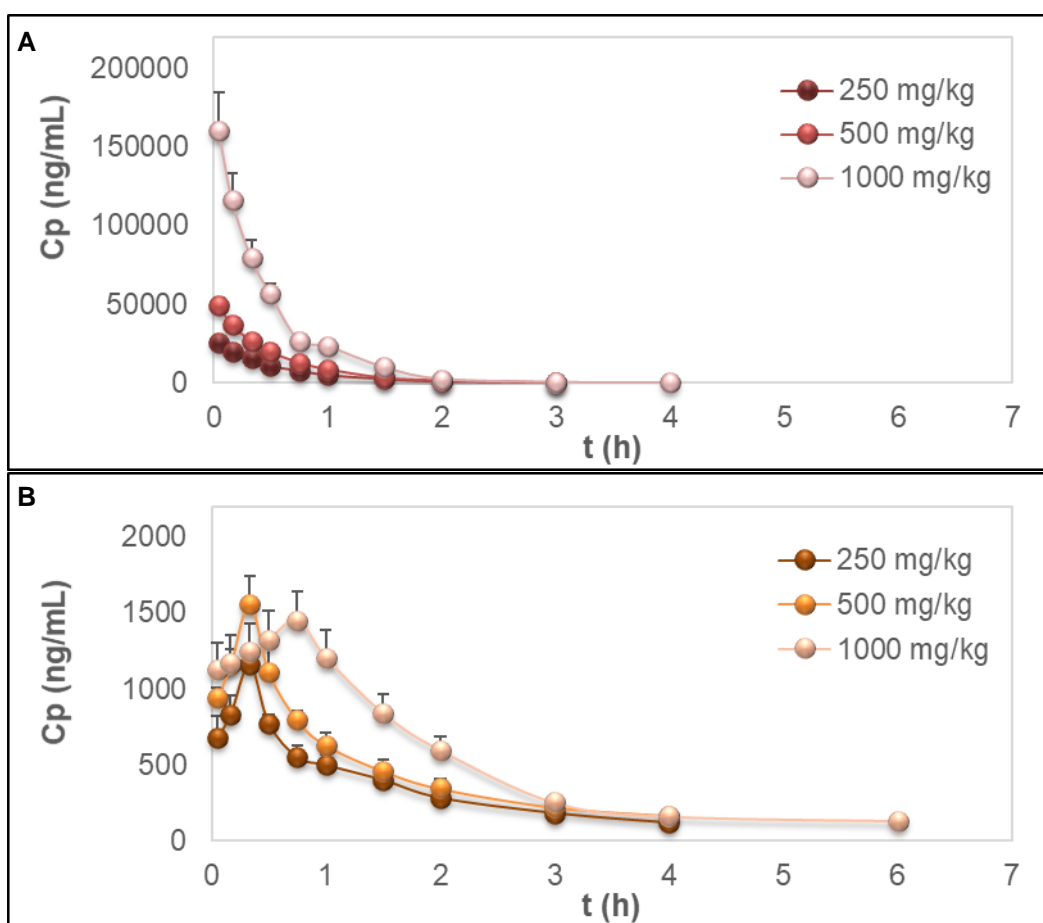 A
Cp (ng/mL)
200000
150000
100000
50000
0
250 mg/kg
500 mg/kg
1000 mg/kg
0 1 2 3 4 5 6 7
t (h)
B
Cp (ng/mL)
2000
1500
1000
500
0
250 mg/kg
500 mg/kg
1000 mg/kg
0 1 2 3 4 5 6 7
t (h)